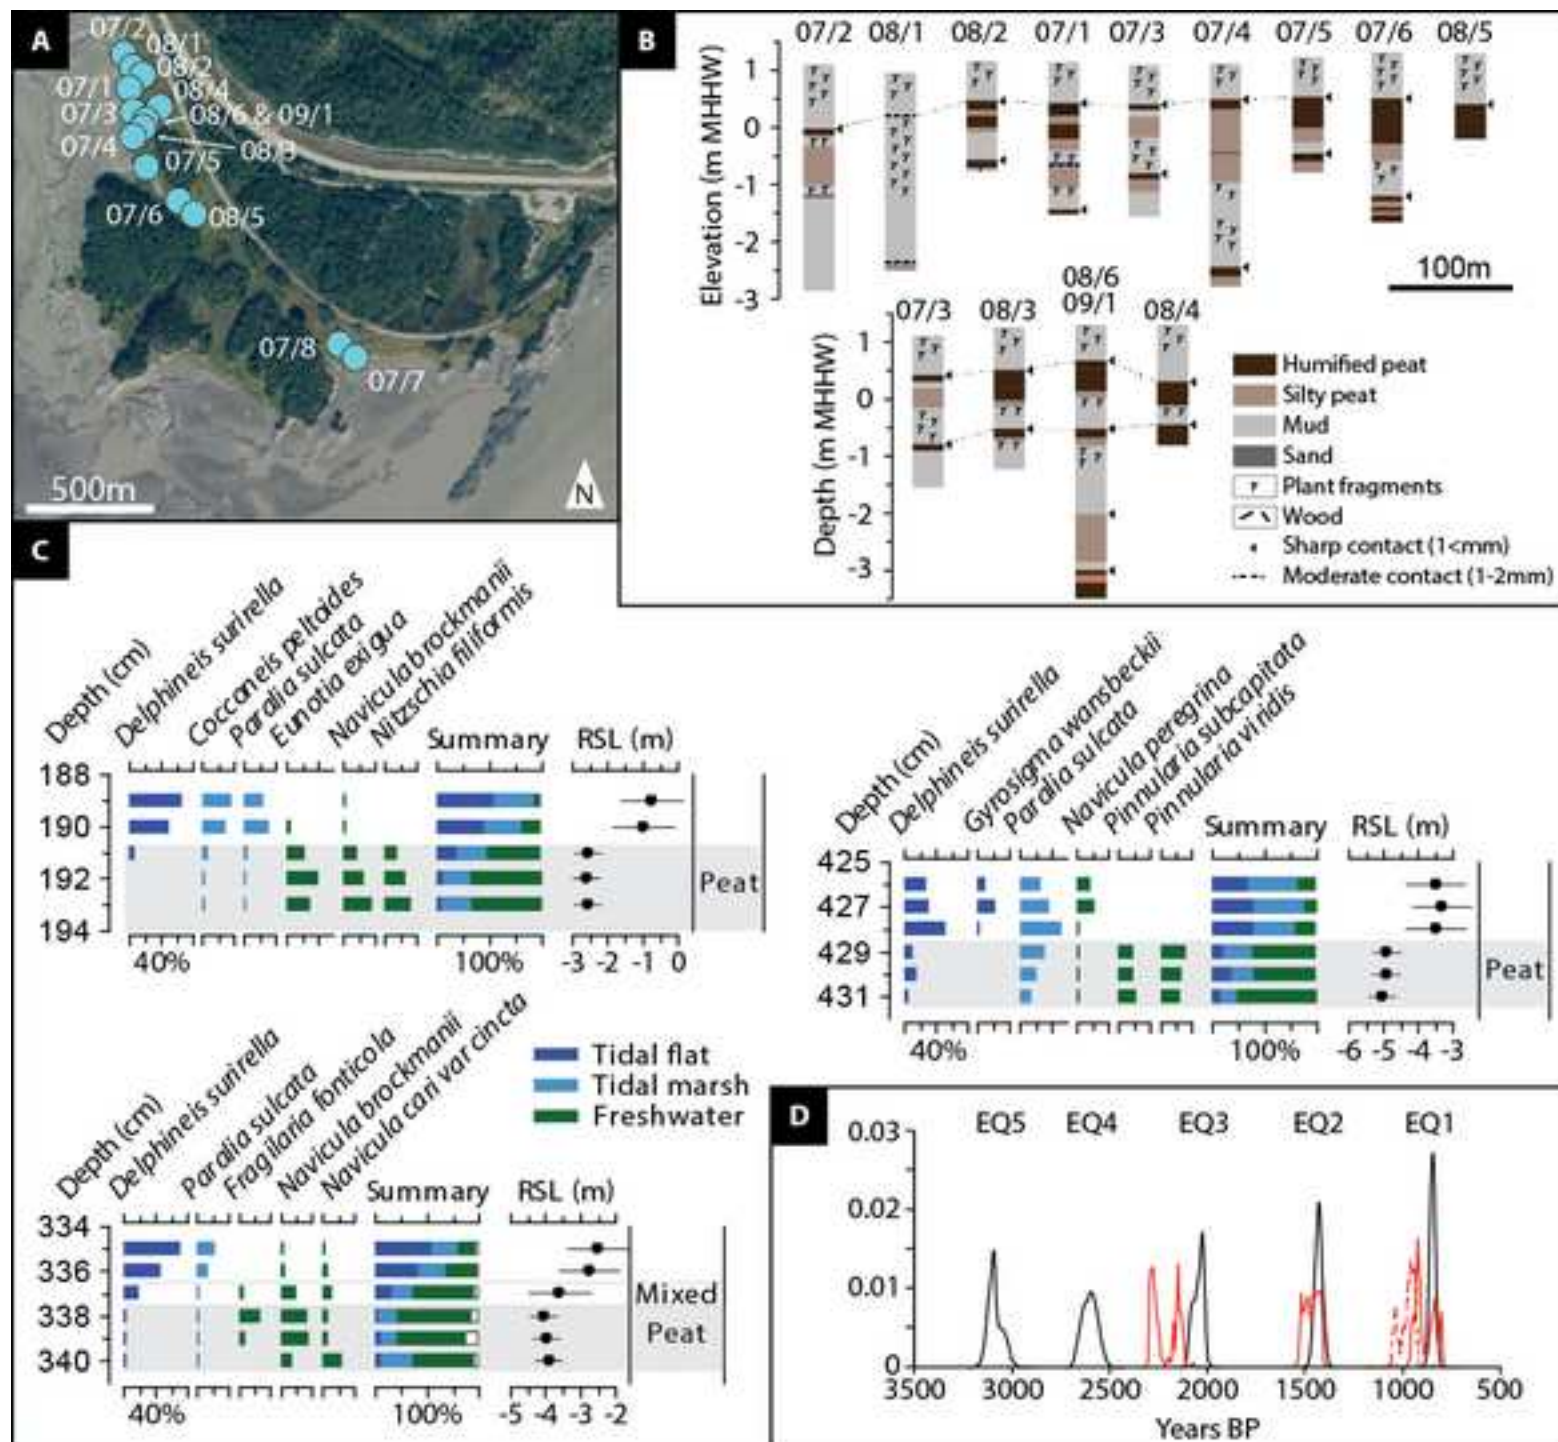 A
07/2
08/1
08/2
07/1
08/4
07/3
08/6 & 09/1
07/4
08/3
07/5
07/6
08/5
07/8
07/7
500m
N
B
07/2 08/1 08/2 07/1 07/3 07/4 07/5 07/6 08/5
Elevation (m MHHW)
1
0
-1
-2
-3
100m
08/6
07/3 08/3 09/1 08/4
Depth (m MHHW)
1
0
-1
-2
-3
Humified peat
Silty peat
Mud
Sand
Plant fragments
Wood
Sharp contact (1<mm)
Moderate contact (1-2mm)
C
Depth (cm)
Delphineis surirella
Cocconeis peltoides
Paralia sulcata
Eunotia exigua
Navicula brockmanii
Nitzschia filiformis
Summary RSL (m)
188
190
192
194
Peat
40% 100% -3 -2 -1 0
Depth (cm)
Delphineis surirella
Gyrosigma wansbeckii
Paralia sulcata
Navicula peregrina
Pinnularia subcapitata
Pinnularia viridis
Summary RSL (m)
425
427
429
431
Peat
40% 100% -6 -5 -4 -3
Tidal flat
Tidal marsh
Freshwater
Depth (cm)
Delphineis surirella
Paralia sulcata
Fragilaria fonticola
Navicula brockmanii
Navicula cari var cincta
Summary RSL (m)
334
336
338
340
Mixed
Peat
40% 100% -5 -4 -3 -2
D
EQ5 EQ4 EQ3 EQ2 EQ1
0.03
0.02
0.01
0
3500 3000 2500 2000 1500 1000 500
Years BP